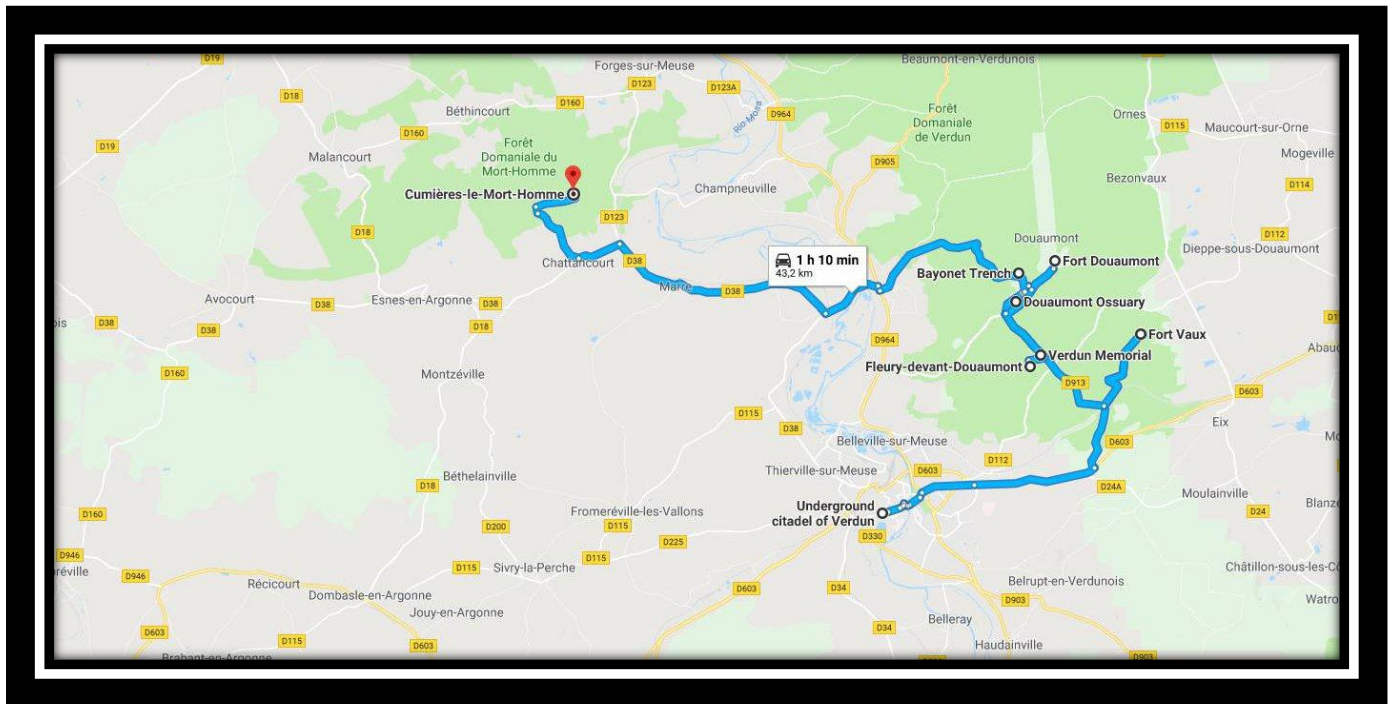 D19
Forges-sur-Meuse
Beaumont-en-Verdunois
D123
D123A
D18
D160
Béthincourt
D964
Forêt
Domaniale
de Verdun
Ornes
D115
Maucourt-sur-Orne
D19
D160
Malancourt
Forêt
Domaniale du
Mort-Homme
D905
Mogeville
Bezonvaux
Champneuville
D114
Cumières-le-Mort-Homme
D123
D18
D112
Douaumont
Dieppe-sous-Douaumont
Chattancourt
D38
1 h 10 min
43,2 km
Fort Douaumont
Bayonet Trench
Marre
D38
Avocourt
D38
Esnes-en-Argonne
D38
Douaumont Ossuary
D38
D18
D964
Fort Vaux
Verdun Memorial
Fleury-devant-Douaumont
D160
Montzéville
D913
D603
D115
D38
Eix
Belleville-sur-Meuse
D603
Thierville-sur-Meuse
D603
D112
Béthelainville
D18
D24A
Moulainville
Underground
citadel of Verdun
Fromeréville-les-Vallons
D24
D160
D200
D115
D330
D225
D946
D115
D115
Sivry-la-Perche
D946
Récicourt
Dombasle-en-Argonne
D603
D34
Belrupt-en-Verdunois
D903
Jouy-en-Argonne
Belleray
D603
D115
D603
D34
Haudainville
Brabant-en-Argonne